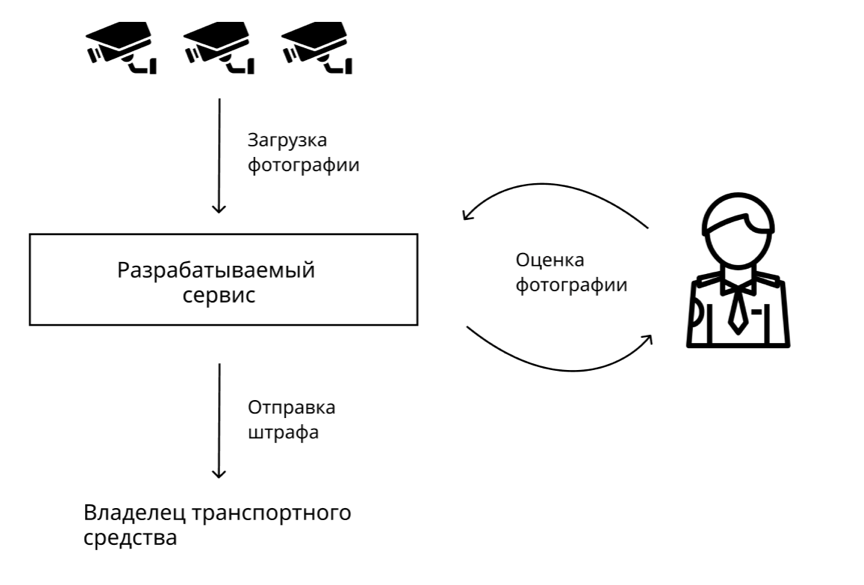 Загрузка
фотографии
Разрабатываемый
сервис
Оценка
фотографии
Отправка
штрафа
Владелец транспортного
средства